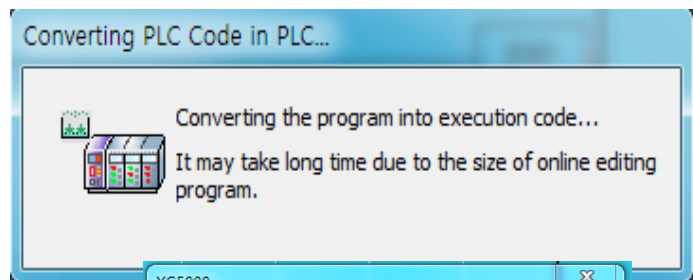 Converting PLC Code in PLC...
Converting the program into execution code...
It may take long time due to the size of online editing
program.